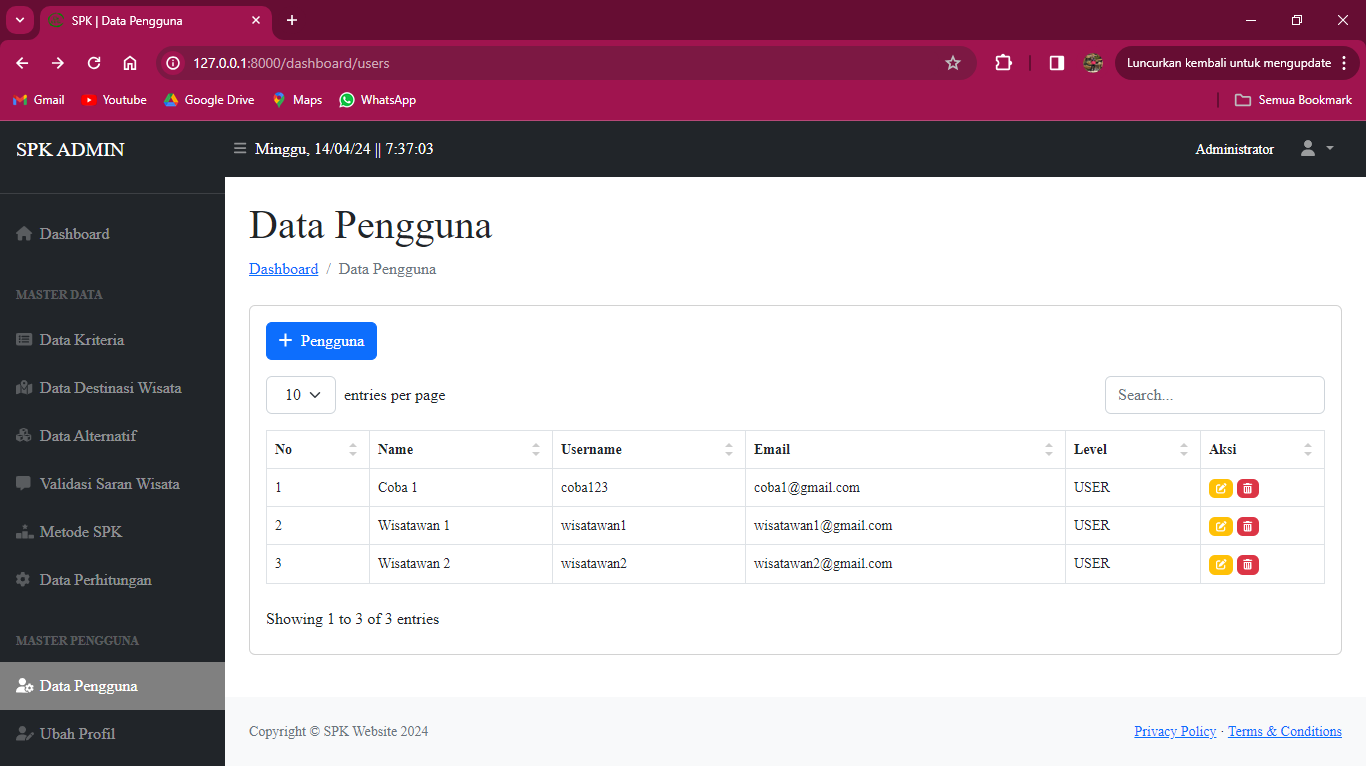 SPK | Data Pengguna
127.0.0.1:8000/dashboard/users
Luncurkan kembali untuk mengupdate
Gmail Youtube Google Drive Maps WhatsApp Semua Bookmark
SPK ADMIN
Minggu, 14/04/24 || 7:37:03
Administrator
Dashboard
MASTER DATA
Data Kriteria
Data Destinasi Wisata
Data Alternatif
Validasi Saran Wisata
Metode SPK
Data Perhitungan
MASTER PENGGUNA
Data Pengguna
Ubah Profil
Data Pengguna
Dashboard / Data Pengguna
+ Pengguna
10 entries per page
Search...
No Name Username Email Level Aksi
1 Coba 1 coba123 coba1@gmail.com USER
2 Wisatawan 1 wisatawan1 wisatawan1@gmail.com USER
3 Wisatawan 2 wisatawan2 wisatawan2@gmail.com USER
Showing 1 to 3 of 3 entries
Copyright © SPK Website 2024
Privacy Policy · Terms & Conditions